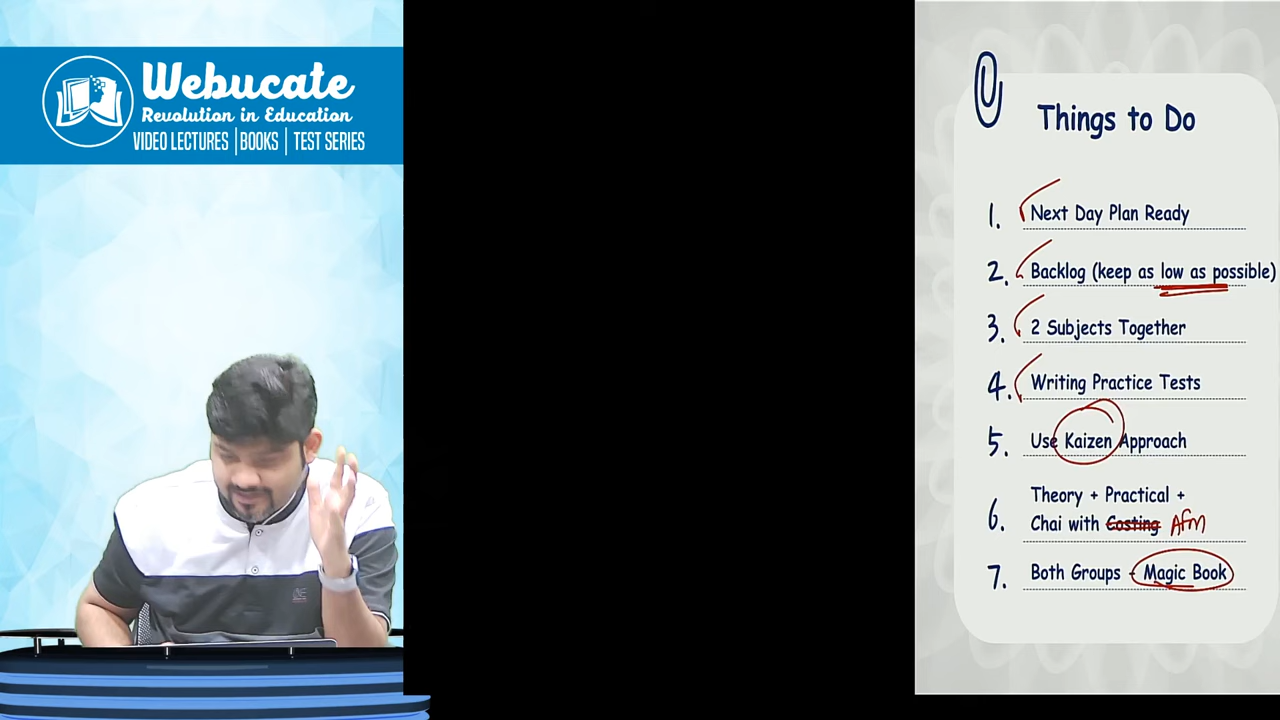 Webucate
Revolution in Education
VIDEO LECTURES | BOOKS | TEST SERIES
Things to Do
1. Next Day Plan Ready
2. Backlog (keep as low as possible)
3. 2 Subjects Together
4. Writing Practice Tests
5. Use Kaizen Approach
6. Theory + Practical +
Chai with Costing AFM
7. Both Groups - Magic Book